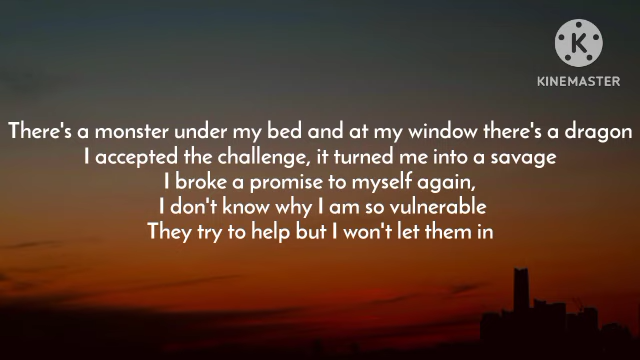 KINEMASTER
There's a monster under my bed and at my window there's a dragon
I accepted the challenge, it turned me into a savage
I broke a promise to myself again,
I don't know why I am so vulnerable
They try to help but I won't let them in